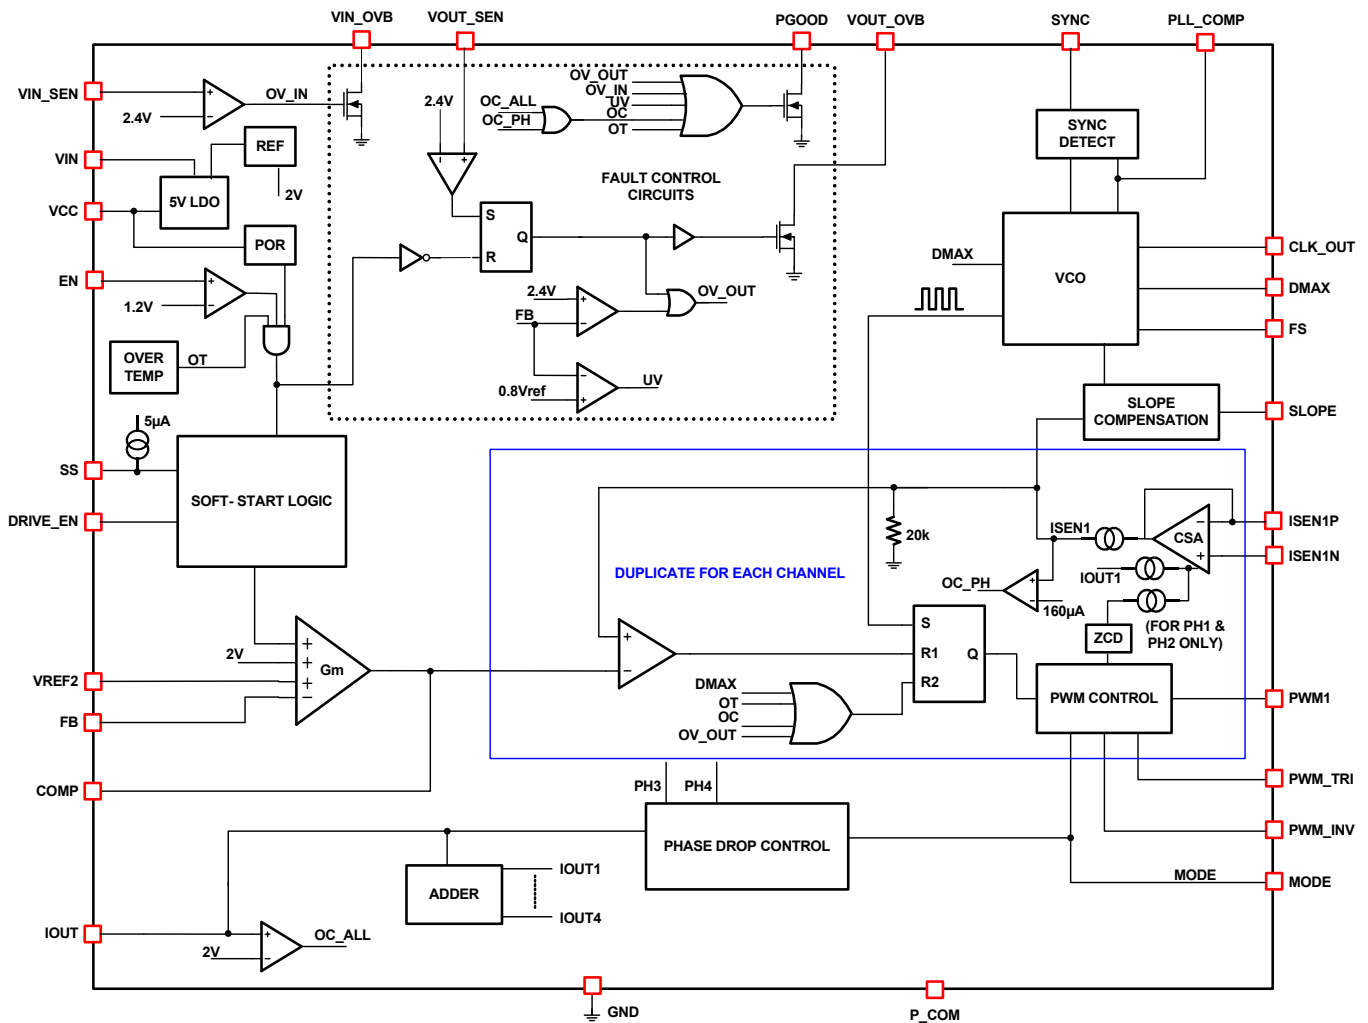 VIN_OVB
VOUT_SEN
PGOOD
VOUT_OVB
SYNC
PLL_COMP
VIN_SEN
+
−
2.4V
OV_IN
2.4V
OC_ALL
OC_PH
OV_OUT
OV_IN
UV
OC
OT
SYNC
DETECT
VIN
REF
2V
5V LDO
VCC
POR
−
+
FAULT CONTROL
CIRCUITS
S
R
Q
DMAX
VCO
CLK_OUT
DMAX
FS
EN
+
−
1.2V
2.4V
FB
+
−
OV_OUT
OVER
TEMP
OT
0.8Vref
−
+
UV
SLOPE
COMPENSATION
SLOPE
5µA
SS
DRIVE_EN
SOFT- START LOGIC
20k
ISEN1
−
+
CSA
ISEN1P
ISEN1N
IOUT1
DUPLICATE FOR EACH CHANNEL
OC_PH
+
−
160µA
(FOR PH1 &
PH2 ONLY)
ZCD
+
2V
+
+
−
Gm
VREF2
FB
+
−
S
R1
R2
Q
DMAX
OT
OC
OV_OUT
PWM CONTROL
PWM1
COMP
PH3
PH4
PWM_TRI
PWM_INV
PHASE DROP CONTROL
MODE
MODE
ADDER
IOUT1
IOUT4
IOUT
2V
+
−
OC_ALL
GND
P_COM